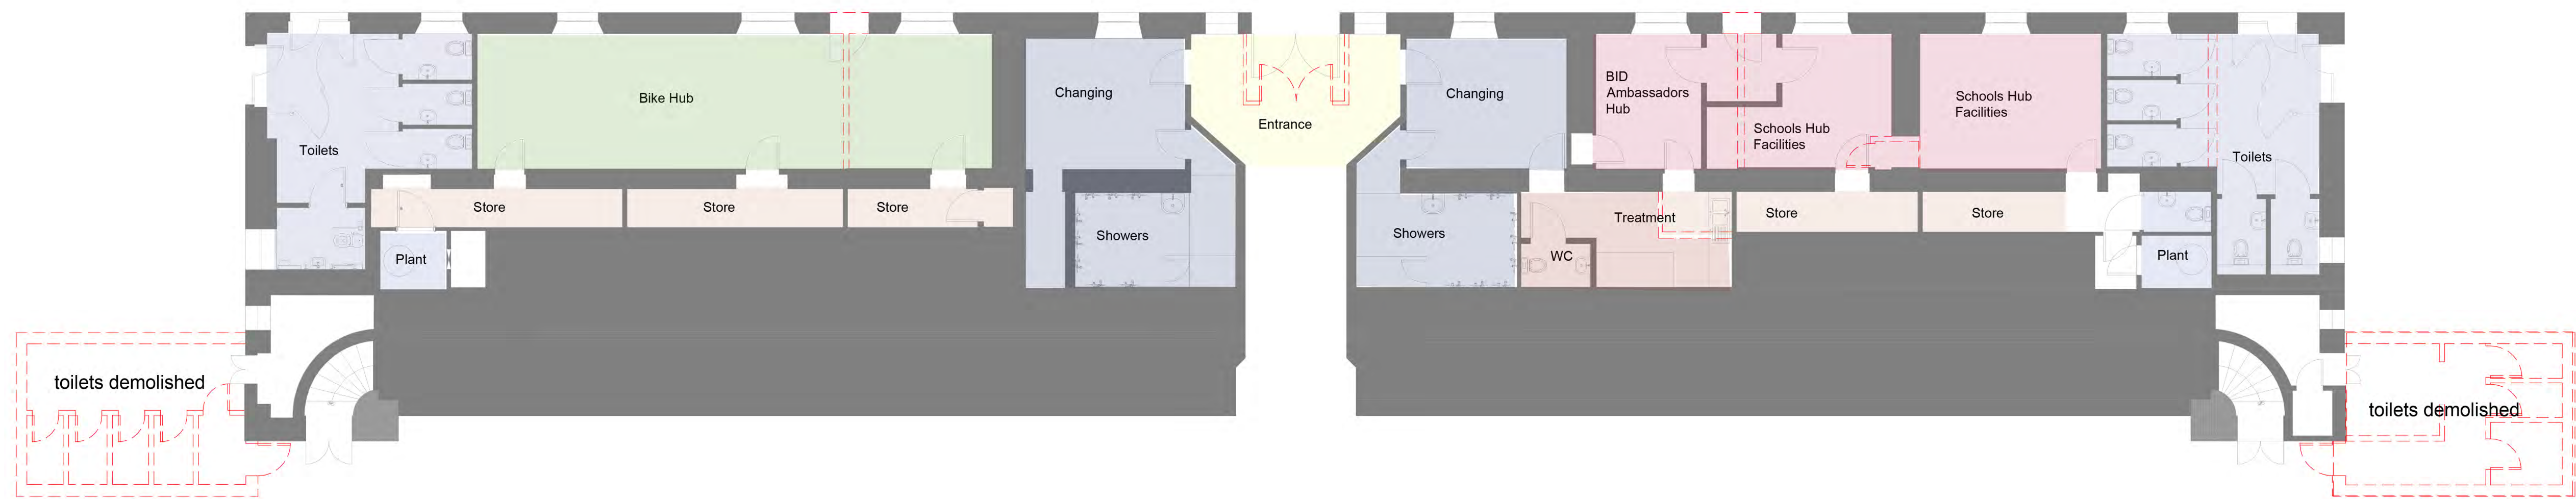 Toilets
Bike Hub
Store
Store
Store
Plant
toilets demolished
Changing
Showers
Entrance
Changing
Showers
BID
Ambassadors
Hub
Schools Hub
Facilities
Schools Hub
Facilities
Treatment
WC
Store
Store
Toilets
Plant
toilets demolished